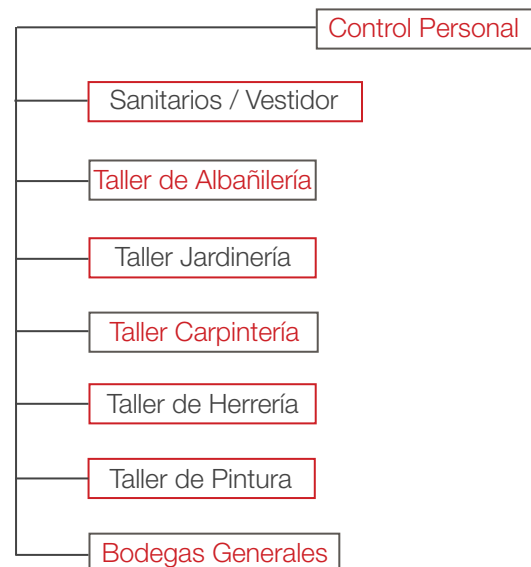 Control Personal
Sanitarios / Vestidor
Taller de Albañilería
Taller Jardinería
Taller Carpintería
Taller de Herrería
Taller de Pintura
Bodegas Generales